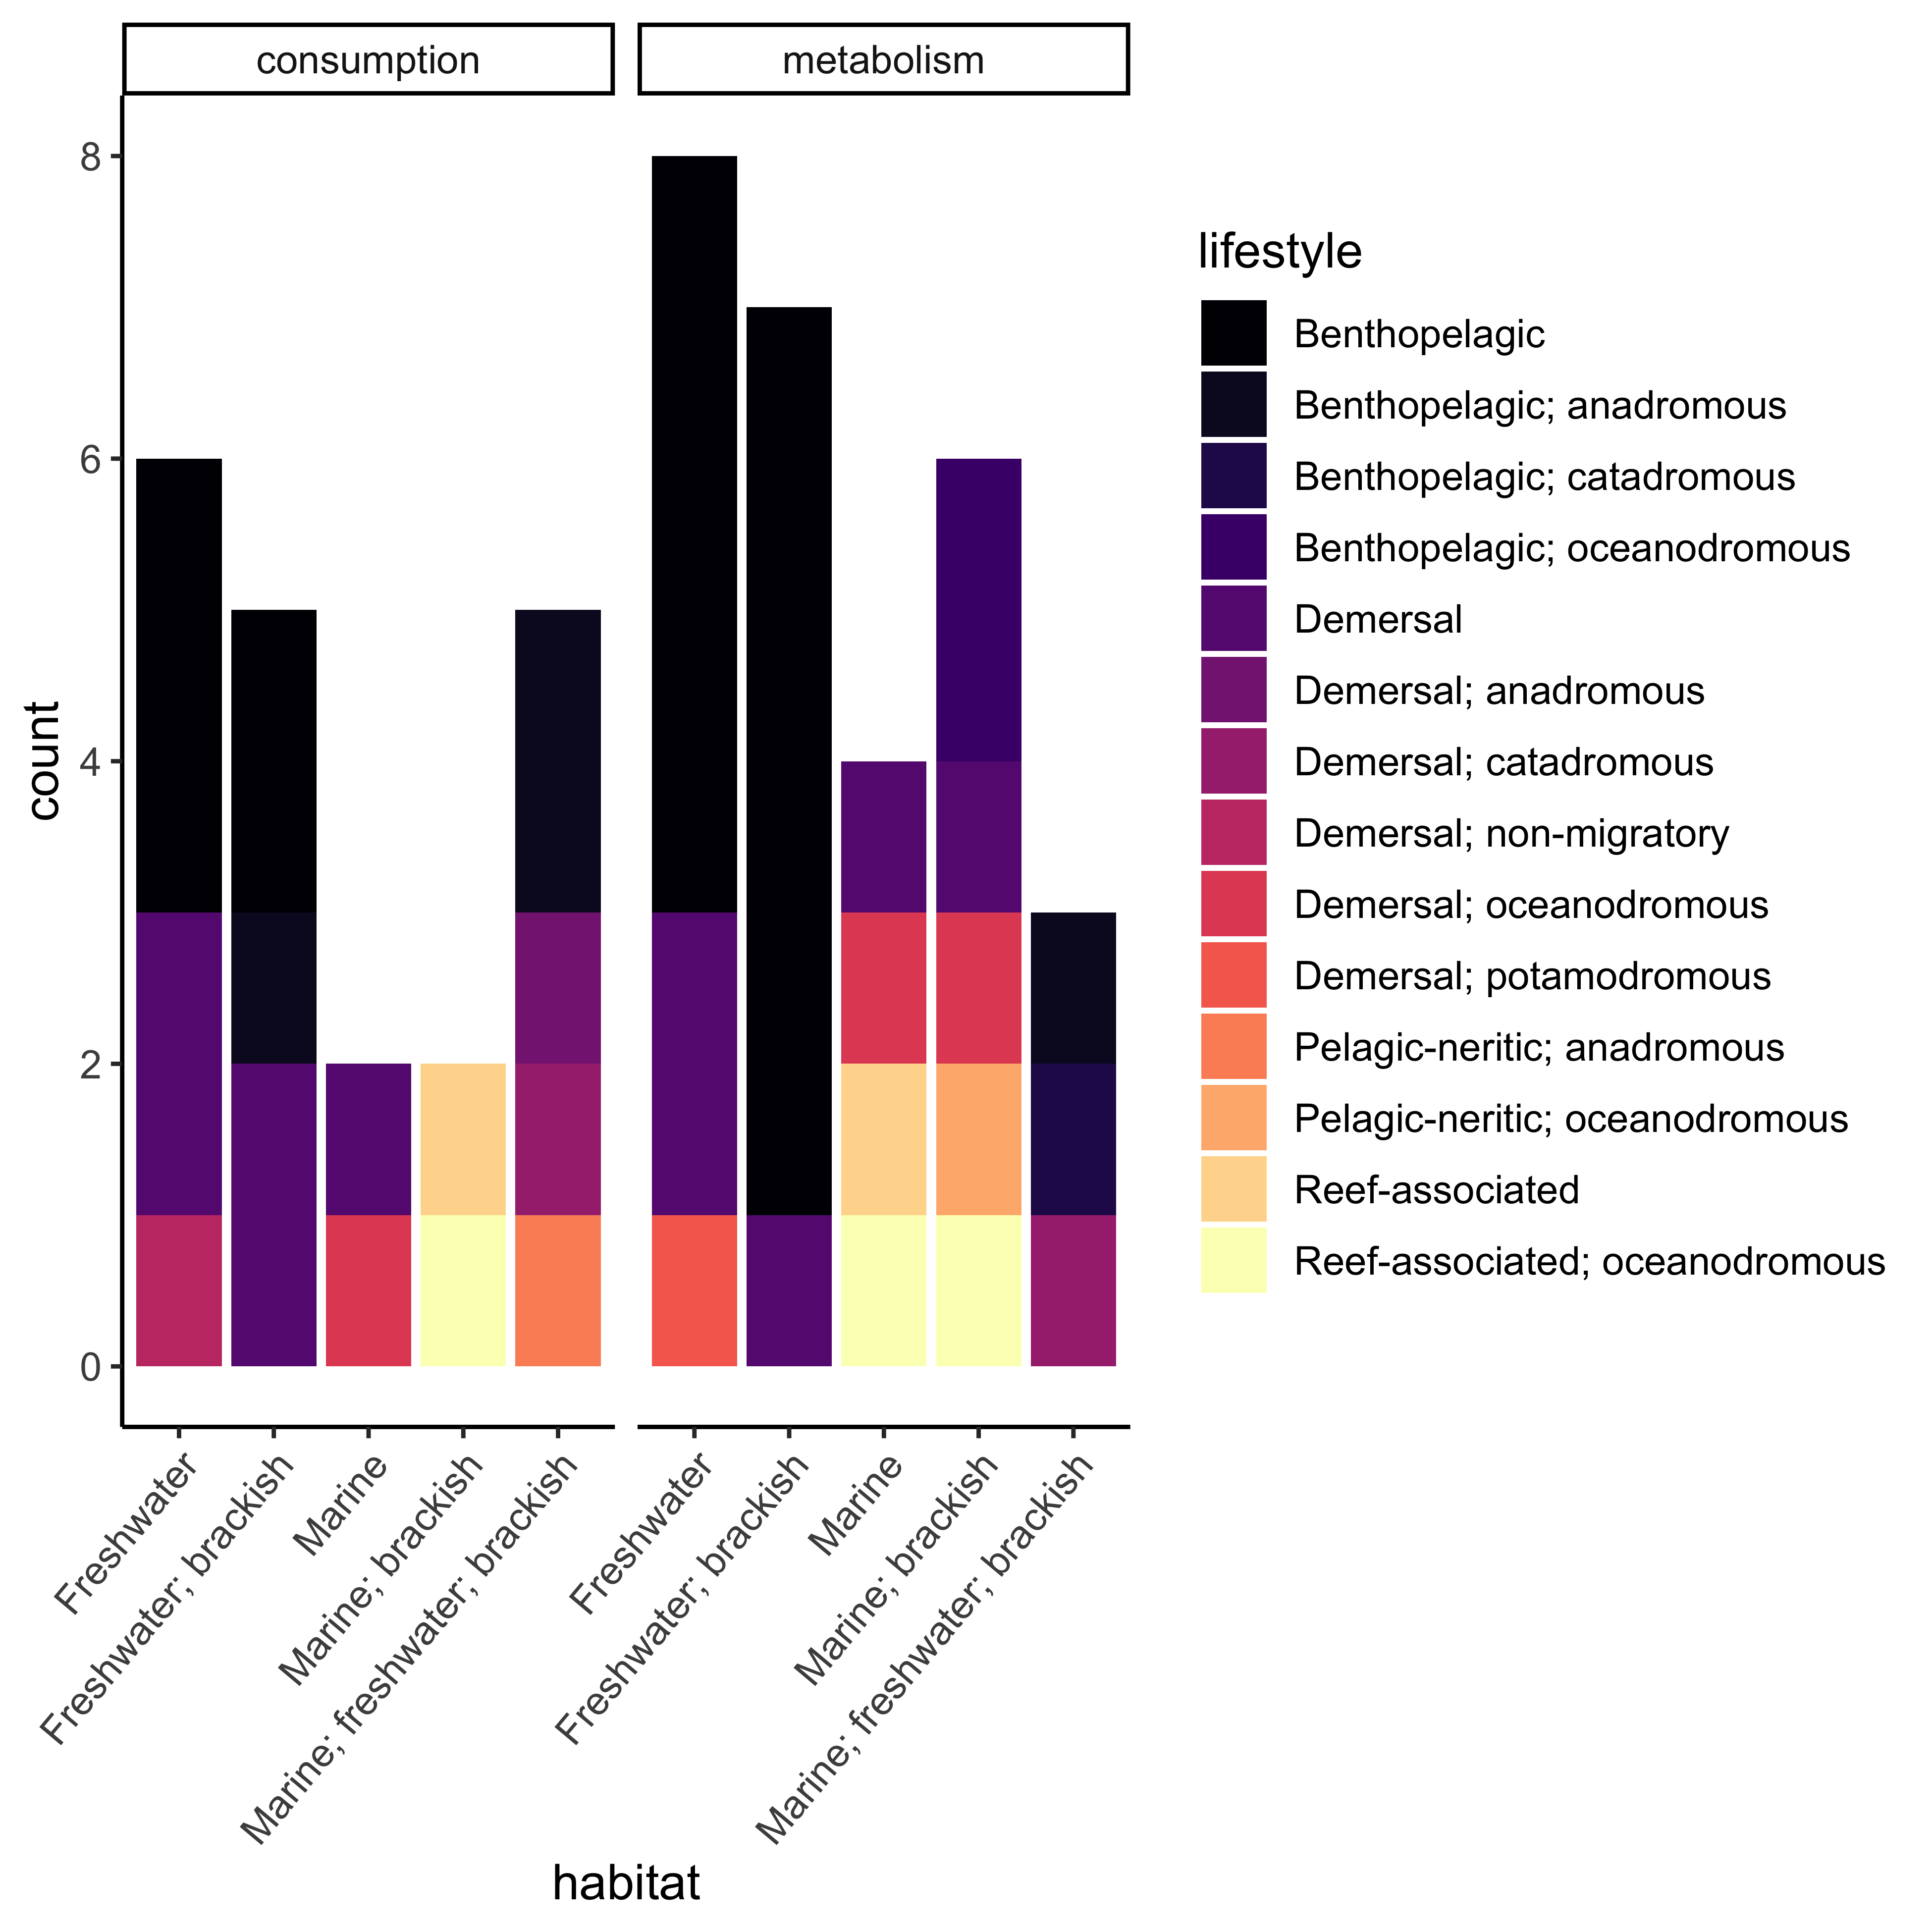 consumption
metabolism
count
8
6
4
2
0
Freshwater
Freshwater; brackish
Marine
Marine; brackish
Marine; freshwater; brackish
Freshwater
Freshwater; brackish
Marine
Marine; brackish
Marine; freshwater; brackish
habitat
lifestyle
Benthopelagic
Benthopelagic; anadromous
Benthopelagic; catadromous
Benthopelagic; oceanodromous
Demersal
Demersal; anadromous
Demersal; catadromous
Demersal; non-migratory
Demersal; oceanodromous
Demersal; potamodromous
Pelagic-neritic; anadromous
Pelagic-neritic; oceanodromous
Reef-associated
Reef-associated; oceanodromous